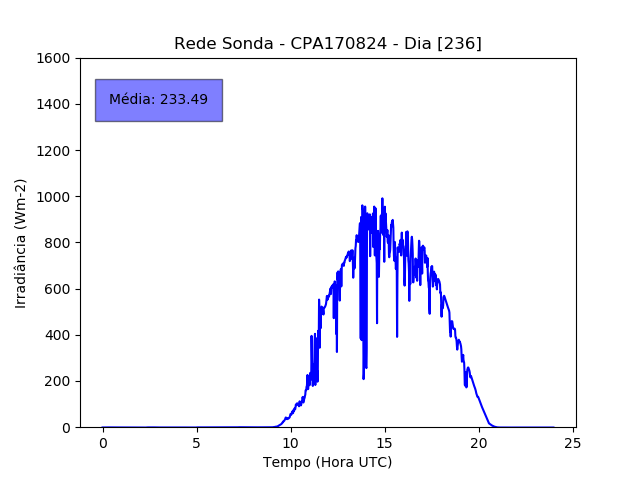 Rede Sonda - CPA170824 - Dia [236]
1600
1400
1200
1000
800
600
400
200
0
Média: 233.49
Irradiância (Wm-2)
0 5 10 15 20 25
Tempo (Hora UTC)